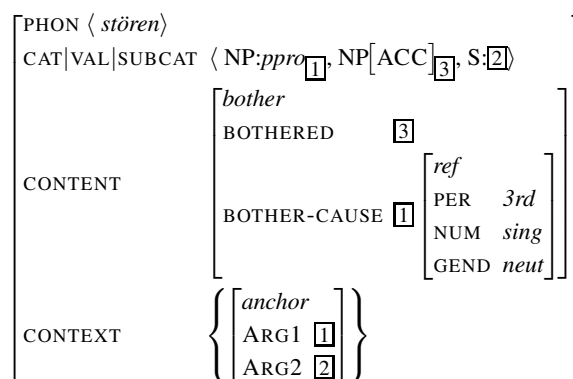 PHON ⟨ stören⟩
CAT|VAL|SUBCAT ⟨ NP:ppro 1, NP[ACC] 3, S:2⟩
bother
BOTHERED 3
ref
PER 3rd
CONTENT BOTHER-CAUSE 1 NUM sing
GEND neut
anchor
CONTEXT { ARG1 1 }
ARG2 2